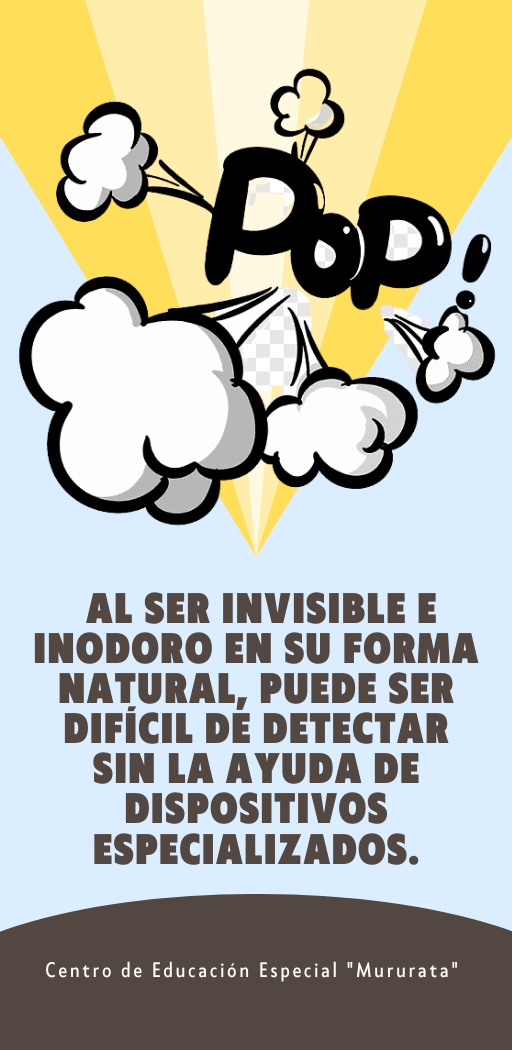 POP!
AL SER INVISIBLE E
INODORO EN SU FORMA
NATURAL, PUEDE SER
DIFÍCIL DE DETECTAR
SIN LA AYUDA DE
DISPOSITIVOS
ESPECIALIZADOS.
Centro de Educación Especial "Mururata"